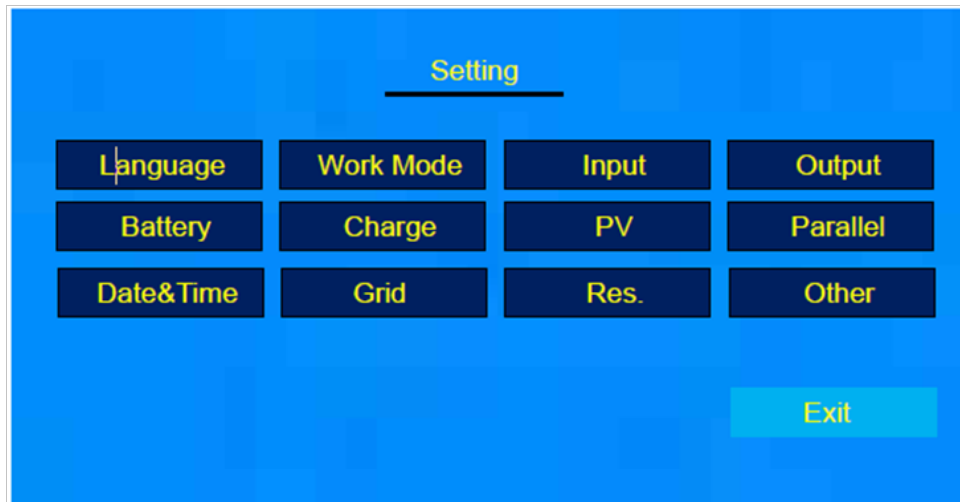 Setting
Language Work Mode Input Output
Battery Charge PV Parallel
Date&Time Grid Res. Other
Exit